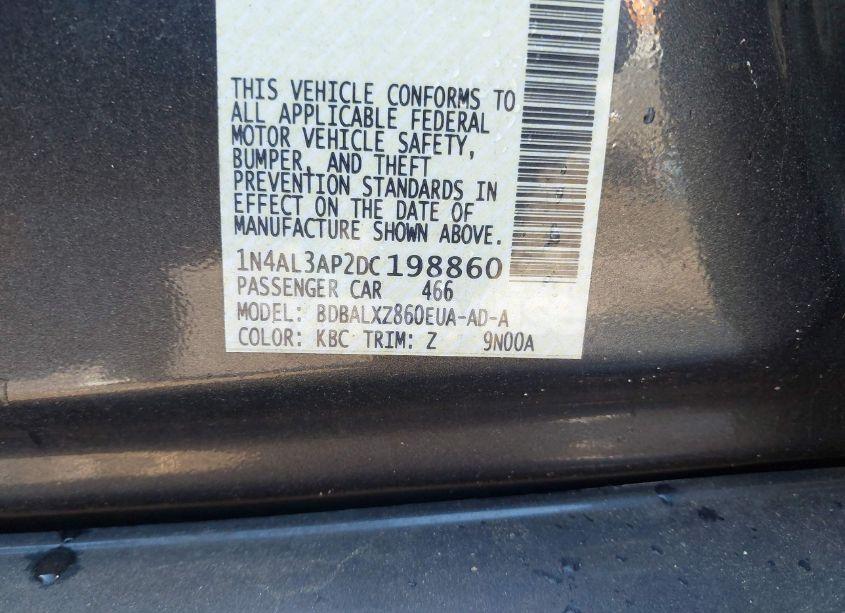 THIS VEHICLE CONFORMS TO
ALL APPLICABLE FEDERAL
MOTOR VEHICLE SAFETY,
BUMPER, AND THEFT
PREVENTION STANDARDS IN
EFFECT ON THE DATE OF
MANUFACTURE SHOWN ABOVE.
1N4AL3AP2DC198860
PASSENGER CAR 466
MODEL: BDBALXZ860EUA-AD-A
COLOR: KBC TRIM: Z 9N00A